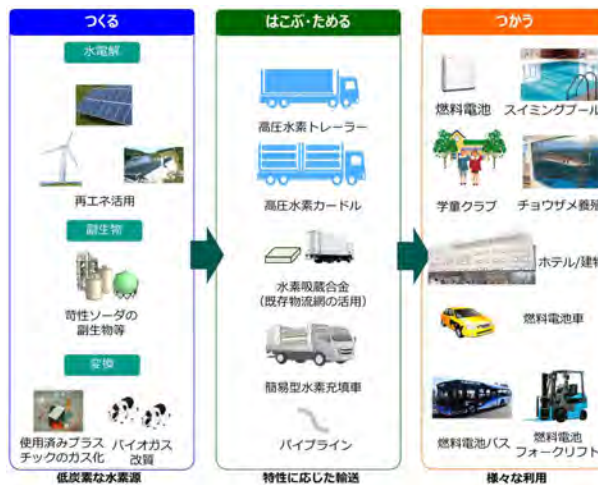 つくる
水電解
再エネ活用
副生物
苛性ソーダの
副生物等
変換
使用済みプラス
チックのガス化
バイオガス
改質
低炭素な水素源
はこぶ・ためる
高圧水素トレーラー
高圧水素カードル
水素吸蔵合金
(既存物流網の活用)
簡易型水素充填車
パイプライン
特性に応じた輸送
つかう
燃料電池
スイミングプール
学童クラブ
チョウザメ養殖
ホテル/建物
燃料電池車
燃料電池バス
燃料電池
フォークリフト
様々な利用